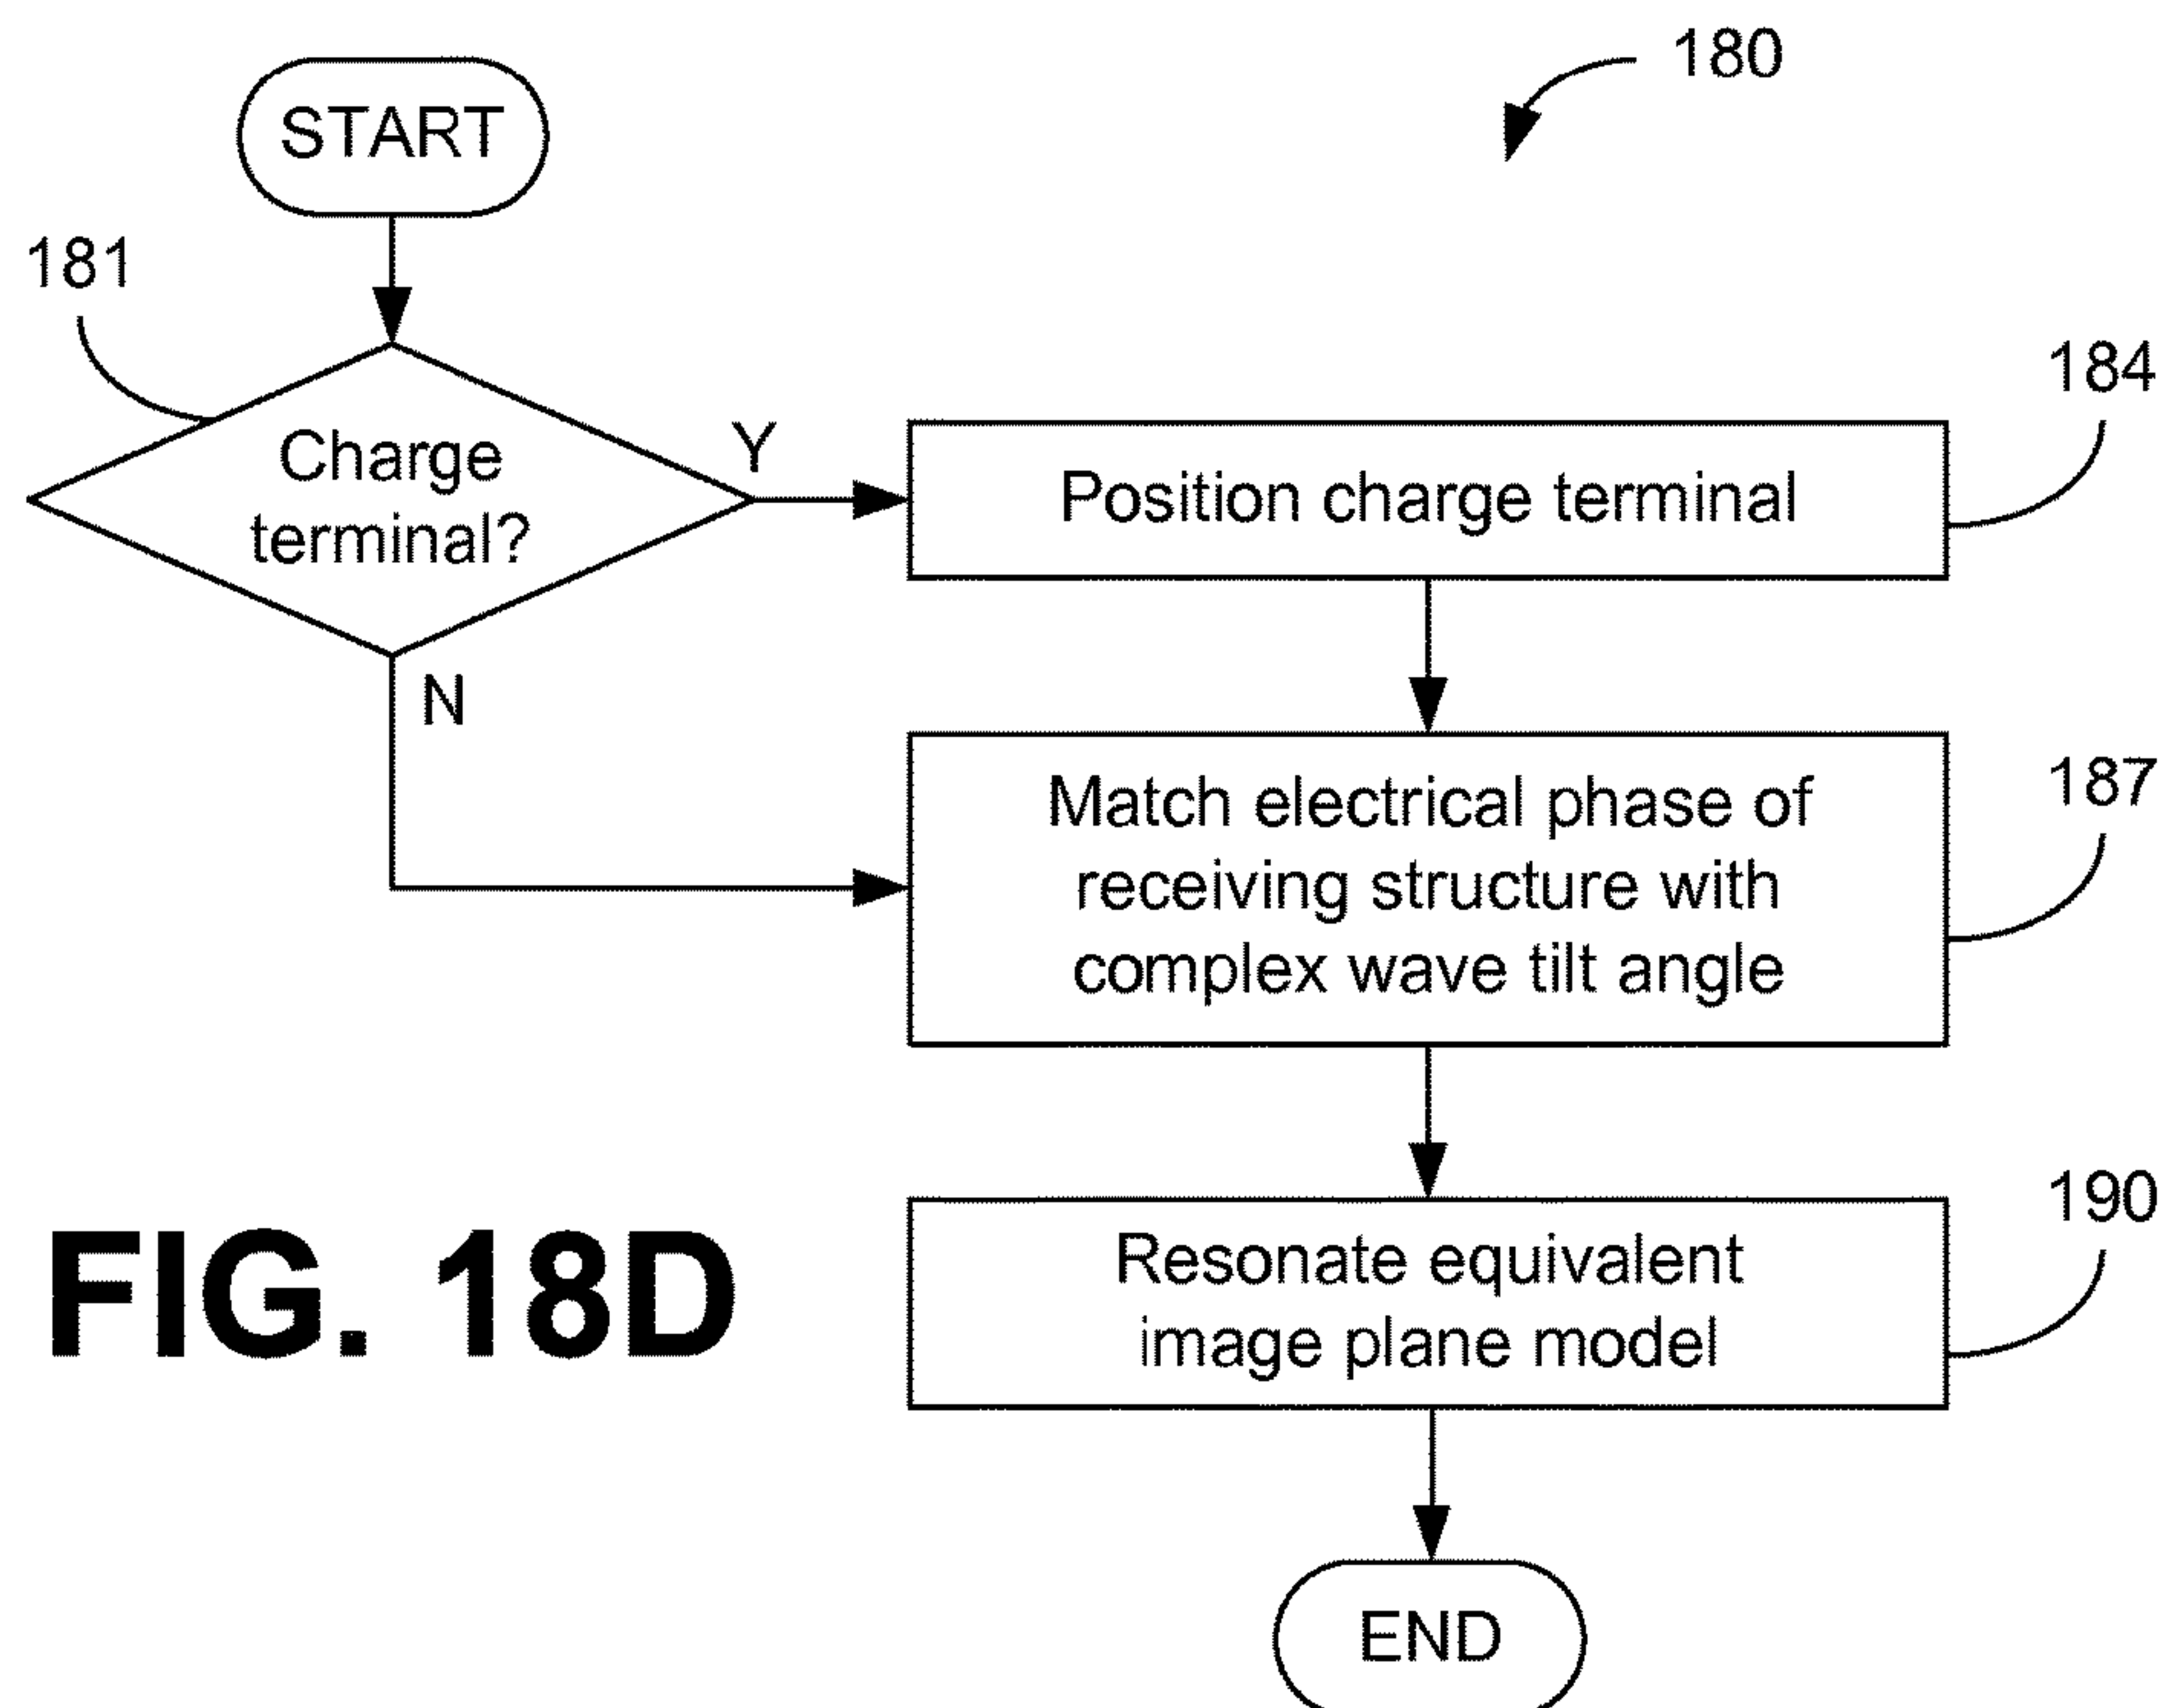 180
START
181
Charge
terminal?
Y
N
184
Position charge terminal
187
Match electrical phase of
receiving structure with
complex wave tilt angle
190
Resonate equivalent
image plane model
END
FIG. 18D